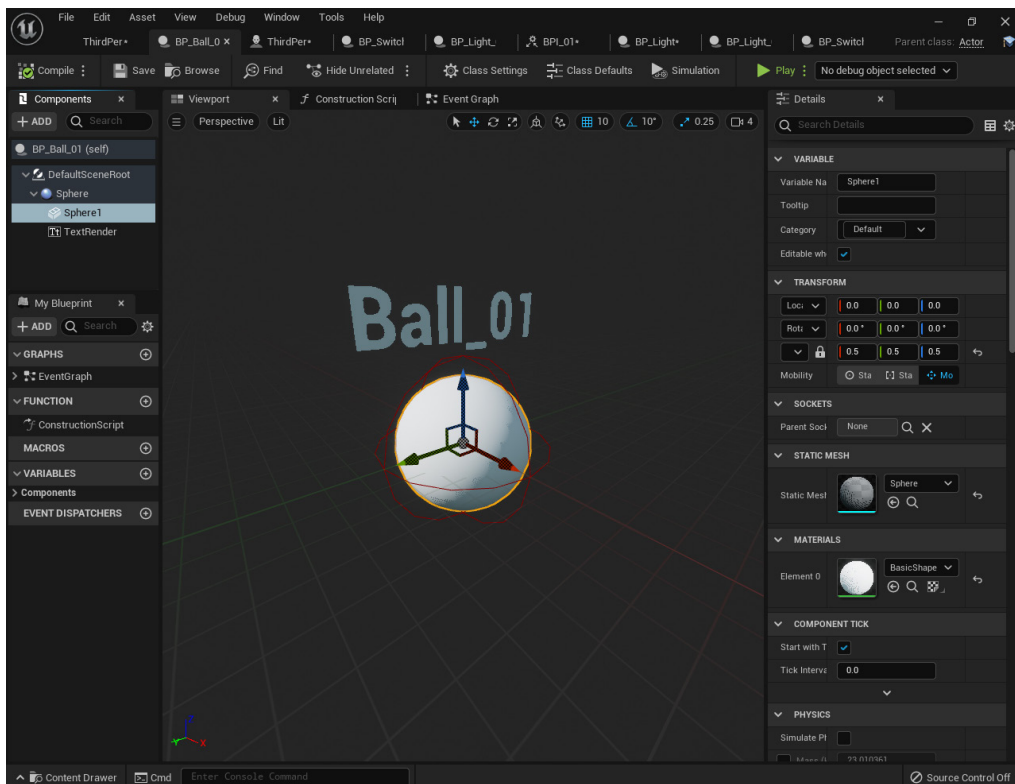 File Edit Asset View Debug Window Tools Help
ThirdPer• BP_Ball_0 × ThirdPer• BP_Switcl BP_Light_ BPI_01• BP_Light• BP_Light_ BP_Switcl Parent class: Actor
Compile Save Browse Find Hide Unrelated Class Settings Class Defaults Simulation Play No debug object selected
Components × Viewport × Construction Scrip Event Graph Details ×
+ ADD Search Perspective Lit 10 10° 0.25 4 Search Details
BP_Ball_01 (self)
DefaultSceneRoot
Sphere
Sphere1
TextRender
VARIABLE
Variable Na Sphere1
Tooltip
Category Default
Editable wh
TRANSFORM
Loca 0.0 0.0 0.0
Rota 0.0 ° 0.0 ° 0.0 °
0.5 0.5 0.5
Mobility Sta Sta Mo
SOCKETS
Parent Sock None
STATIC MESH
Static Mesl Sphere
MATERIALS
Element 0 BasicShape
COMPONENT TICK
Start with T
Tick Interva 0.0
PHYSICS
Simulate Pl
23.010361
Ball_01
My Blueprint ×
+ ADD Search
GRAPHS
EventGraph
FUNCTION
ConstructionScript
MACROS
VARIABLES
Components
EVENT DISPATCHERS
Z
Y X
Content Drawer Cmd Enter Console Command Source Control Off